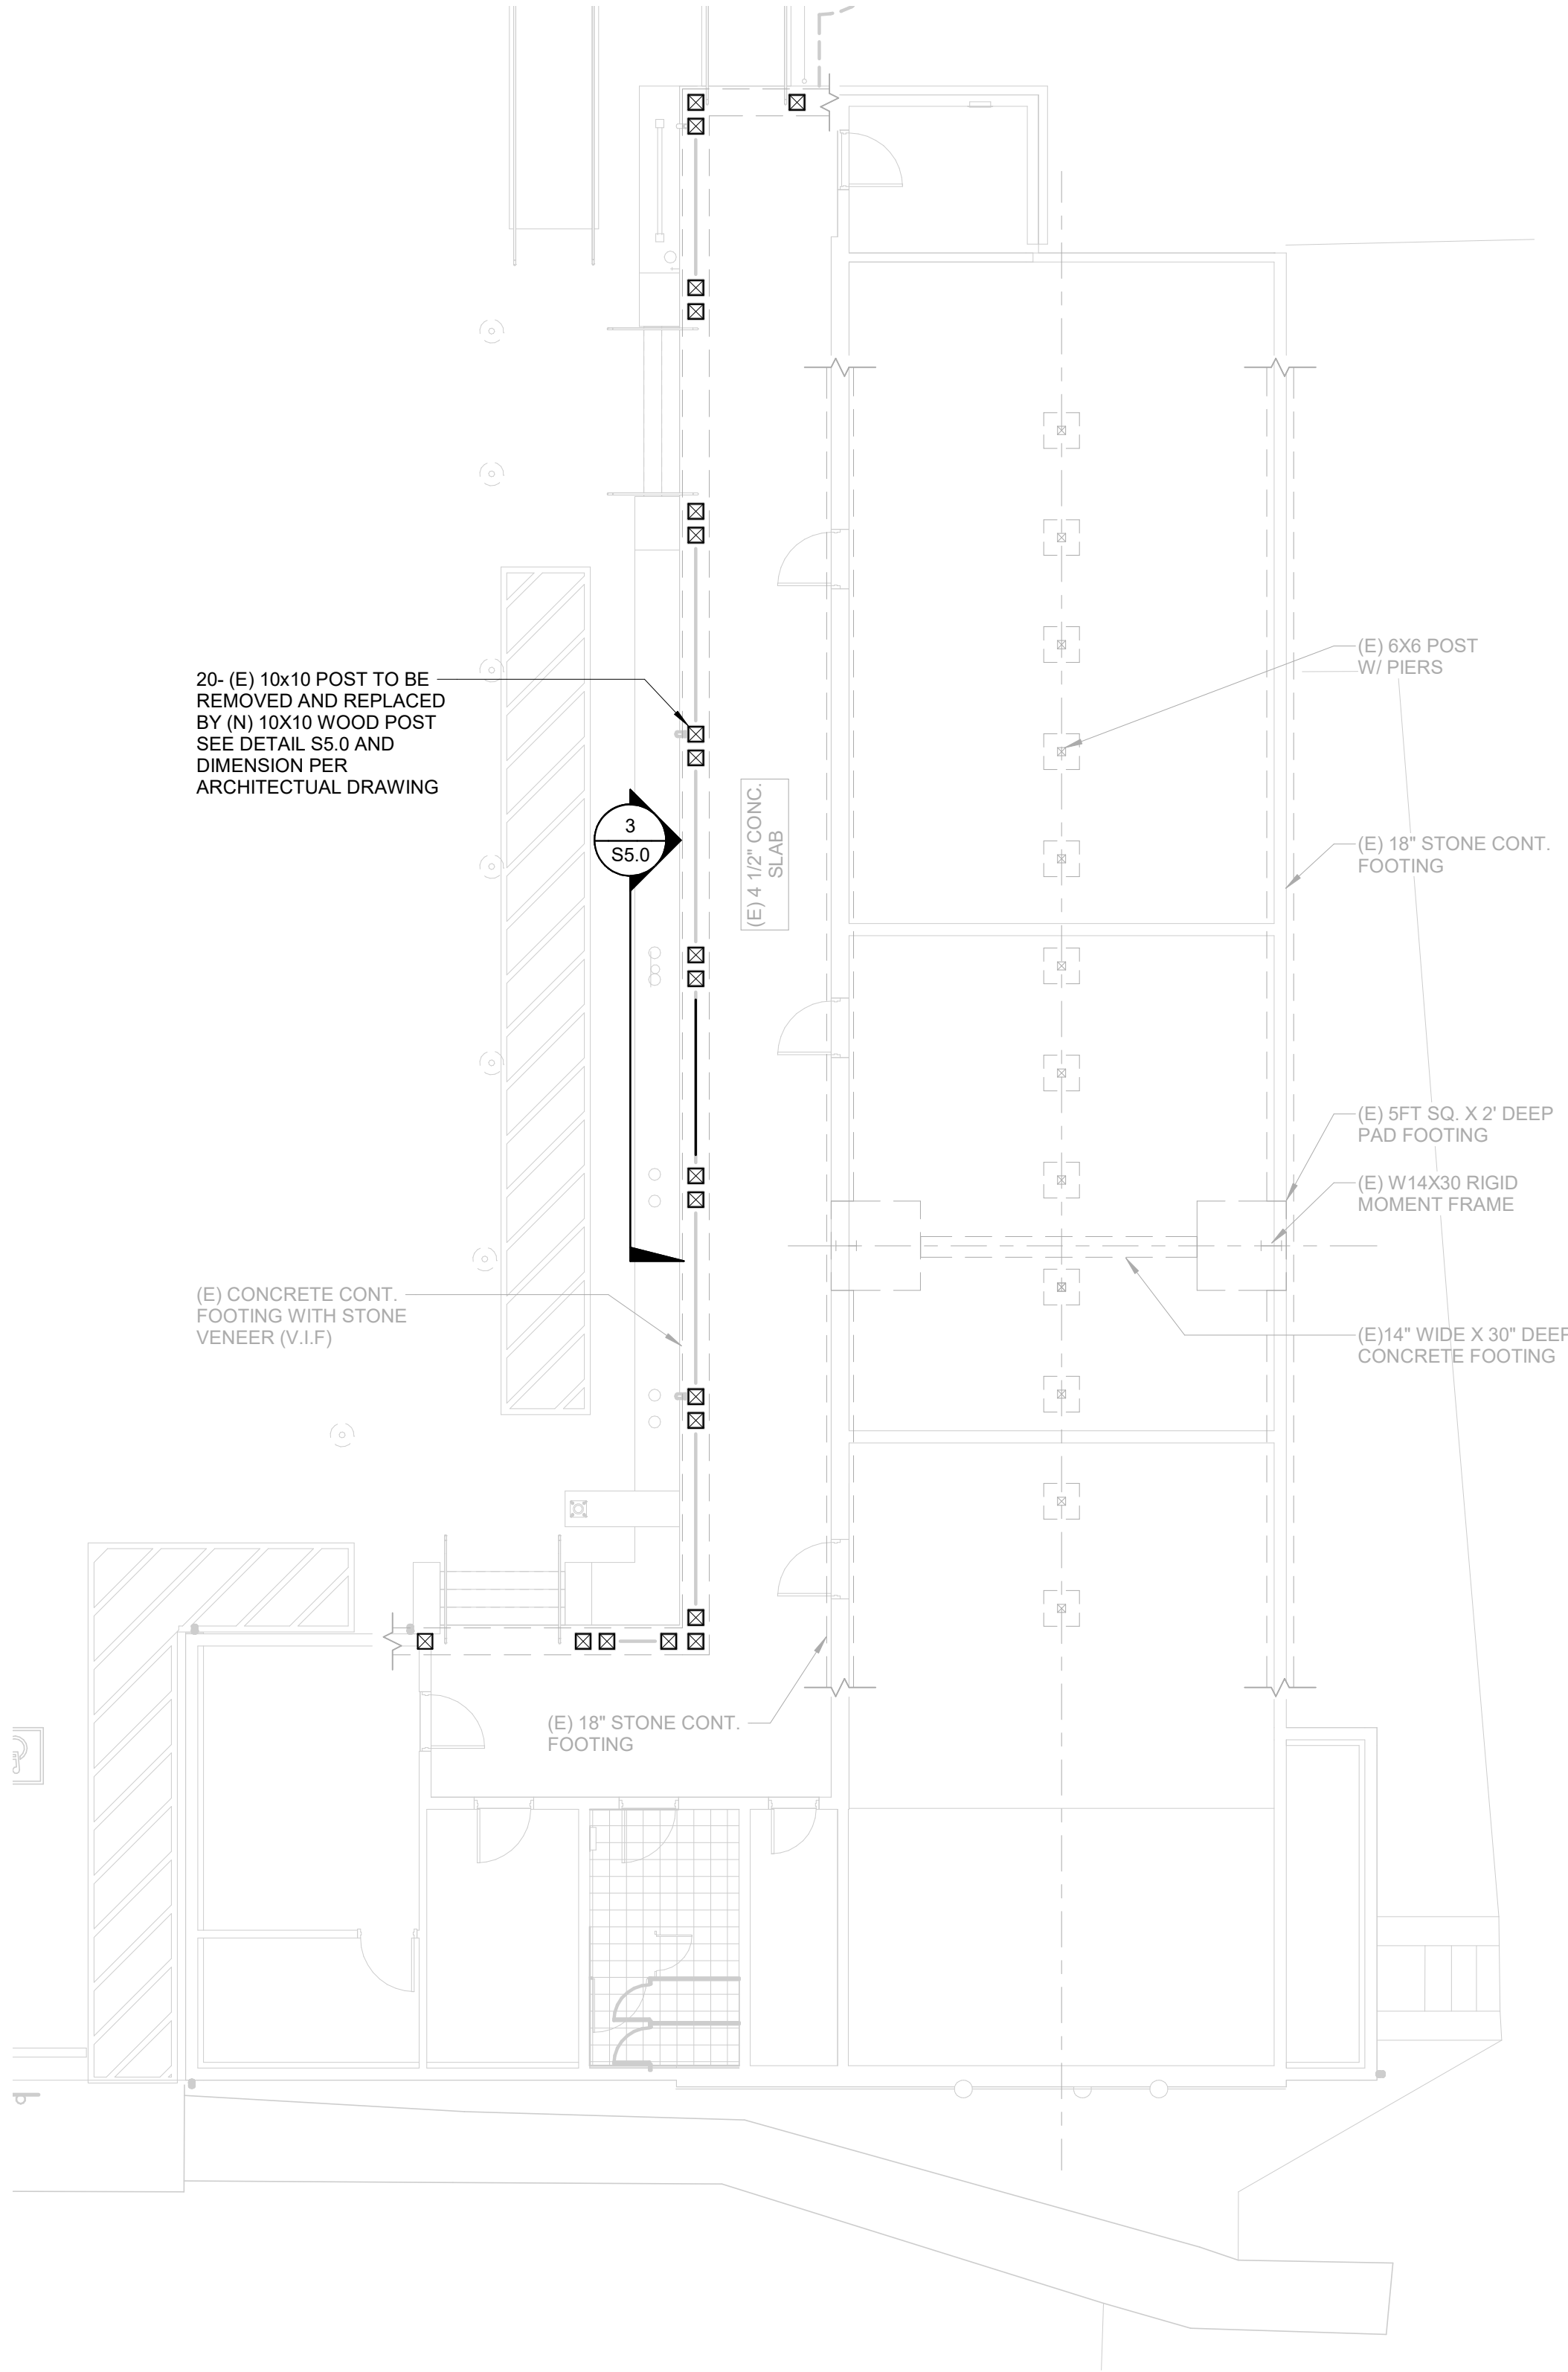 20- (E) 10x10 POST TO BE
REMOVED AND REPLACED
BY (N) 10X10 WOOD POST
SEE DETAIL S5.0 AND
DIMENSION PER
ARCHITECTUAL DRAWING
3
S5.0
(E) 4 1/2" CONC.
SLAB
(E) 6X6 POST
W/ PIERS
(E) 18" STONE CONT.
FOOTING
(E) 5FT SQ. X 2' DEEP
PAD FOOTING
(E) W14X30 RIGID
MOMENT FRAME
(E)14" WIDE X 30" DEEP
CONCRETE FOOTING
(E) CONCRETE CONT.
FOOTING WITH STONE
VENEER (V.I.F)
(E) 18" STONE CONT.
FOOTING